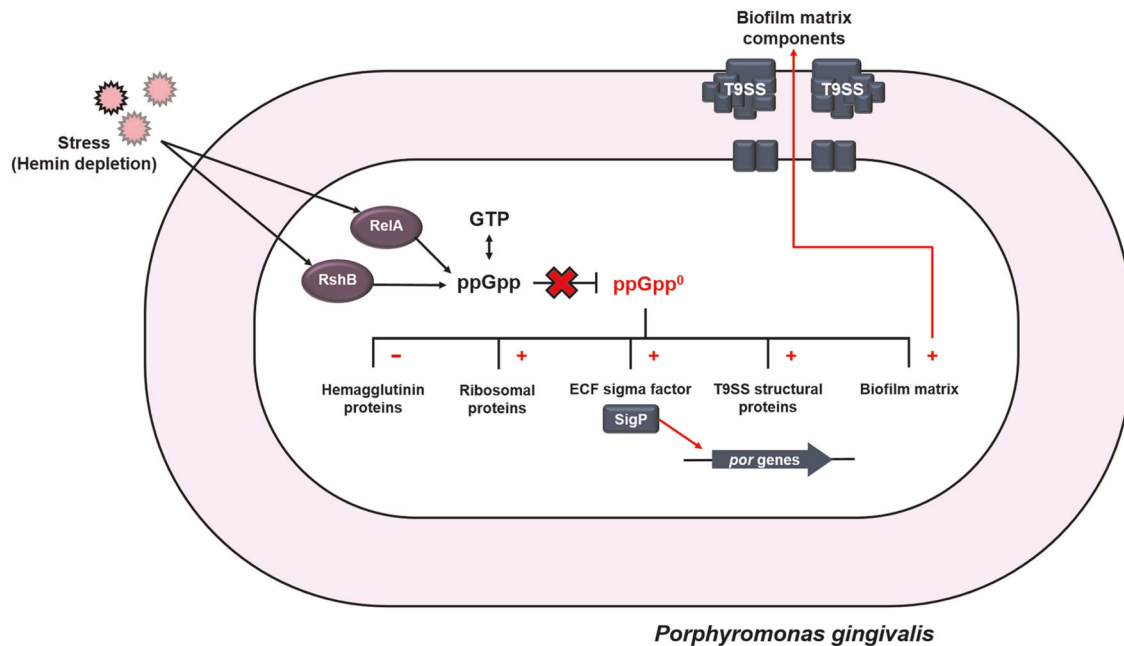 Biofilm matrix
components
T9SS
T9SS
Stress
(Hemin depletion)
RelA
GTP
RshB
ppGpp
ppGpp⁰
−
+
+
+
+
Hemagglutinin
proteins
Ribosomal
proteins
ECF sigma factor
T9SS structural
proteins
Biofilm matrix
SigP
por genes
Porphyromonas gingivalis